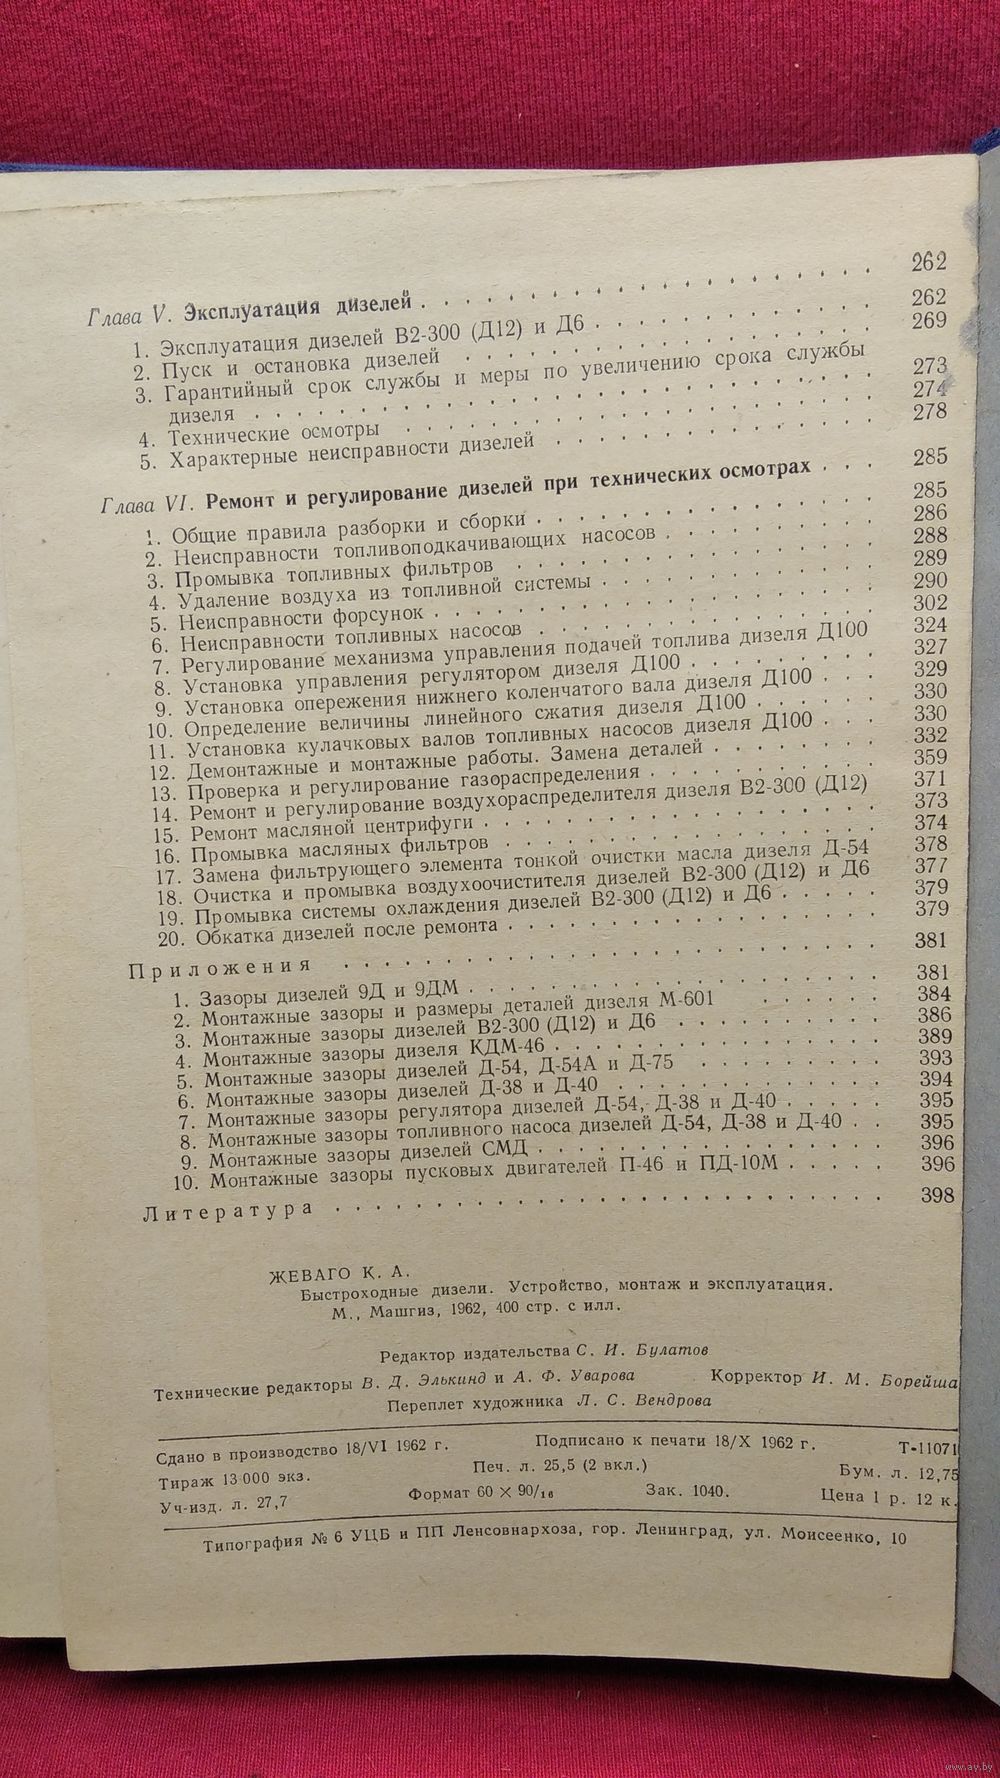 Глава V. Эксплуатация дизелей . . . . . . . . . . . . . . . . . 262
1. Эксплуатация дизелей В2-300 (Д12) и Д6 . . . . . . . . . . 262
2. Пуск и остановка дизелей . . . . . . . . . . . . . . . 269
3. Гарантийный срок службы и меры по увеличению срока службы
дизеля . . . . . . . . . . . . . . . . . . . . . . 273
4. Технические осмотры . . . . . . . . . . . . . . . . . 274
5. Характерные неисправности дизелей . . . . . . . . . . . . 278
Глава VI. Ремонт и регулирование дизелей при технических осмотрах . . . 285
1. Общие правила разборки и сборки . . . . . . . . . . . . . 285
2. Неисправности топливоподкачивающих насосов . . . . . . . . 286
3. Промывка топливных фильтров . . . . . . . . . . . . . 288
4. Удаление воздуха из топливной системы . . . . . . . . . . 289
5. Неисправности форсунок . . . . . . . . . . . . . . . . 290
6. Неисправности топливных насосов . . . . . . . . . . . . . 302
7. Регулирование механизма управления подачей топлива дизеля Д100 324
8. Установка управления регулятором дизеля Д100 . . . . . . . . 327
9. Установка опережения нижнего коленчатого вала дизеля Д100 . . . 329
10. Определение величины линейного сжатия дизеля Д100 . . . . . . 330
11. Установка кулачковых валов топливных насосов дизеля Д100 . . . 330
12. Демонтажные и монтажные работы. Замена деталей . . . . . . . . 332
13. Проверка и регулирование газораспределения . . . . . . . . . . 359
14. Ремонт и регулирование воздухораспределителя дизеля В2-300 (Д12) 371
15. Ремонт масляной центрифуги . . . . . . . . . . . . . . . 373
16. Промывка масляных фильтров . . . . . . . . . . . . . . 374
17. Замена фильтрующего элемента тонкой очистки масла дизеля Д-54 378
18. Очистка и промывка воздухоочистителя дизелей В2-300 (Д12) и Д6 377
19. Промывка системы охлаждения дизелей В2-300 (Д12) и Д6 . . . . . 379
20. Обкатка дизелей после ремонта . . . . . . . . . . . . . . 379
Приложения . . . . . . . . . . . . . . . . . . . . . 381
1. Зазоры дизелей 9Д и 9ДМ . . . . . . . . . . . . . . . . 381
2. Монтажные зазоры и размеры деталей дизеля М-601 . . . . . . 384
3. Монтажные зазоры дизелей В2-300 (Д12) и Д6 . . . . . . . . 386
4. Монтажные зазоры дизеля КДМ-46 . . . . . . . . . . . . . 389
5. Монтажные зазоры дизелей Д-54, Д-54А и Д-75 . . . . . . . . 393
6. Монтажные зазоры дизелей Д-38 и Д-40 . . . . . . . . . . 394
7. Монтажные зазоры регулятора дизелей Д-54, Д-38 и Д-40 . . . . . 395
8. Монтажные зазоры топливного насоса дизелей Д-54, Д-38 и Д-40 . . 395
9. Монтажные зазоры дизелей СМД . . . . . . . . . . . . . 396
10. Монтажные зазоры пусковых двигателей П-46 и ПД-10М . . . . . 396
Литература . . . . . . . . . . . . . . . . . . . . . 398
ЖЕВАГО К. А.
Быстроходные дизели. Устройство, монтаж и эксплуатация.
М., Машгиз, 1962, 400 стр. с илл.
Редактор издательства С. И. Булатов
Технические редакторы В. Д. Элькинд и А. Ф. Уварова Корректор И. М. Борейша
Переплет художника Л. С. Вендрова
Сдано в производство 18/VI 1962 г. Подписано к печати 18/X 1962 г. Т-11071
Тираж 13 000 экз. Печ. л. 25,5 (2 вкл.) Бум. л. 12,75
Уч-изд. л. 27,7 Формат 60 × 90/16 Зак. 1040. Цена 1 р. 12 к.
Типография № 6 УЦБ и ПП Ленсовнархоза, гор. Ленинград, ул. Моисеенко, 10
www.ay.by